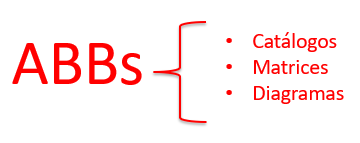 ABBs
• Catálogos
• Matrices
• Diagramas